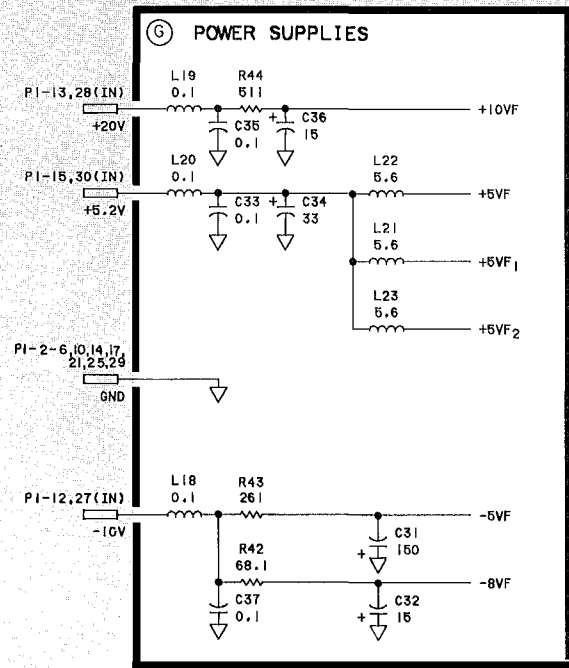 G POWER SUPPLIES
L19
0.1
R44
511
P1-13,28(IN)
+20V
C35
0.1
+ C36
15
+10VF
L20
0.1
P1-15,30(IN)
+5.2V
C33
0.1
+ C34
33
L22
5.6
+5VF
L21
5.6
+5VF1
L23
5.6
+5VF2
P1-2-6,10,14,17,
21,25,29
GND
L18
0.1
R43
261
P1-12,27(IN)
-10V
-5VF
C31
+ 150
R42
68.1
-8VF
C37
0.1
C32
+ 15